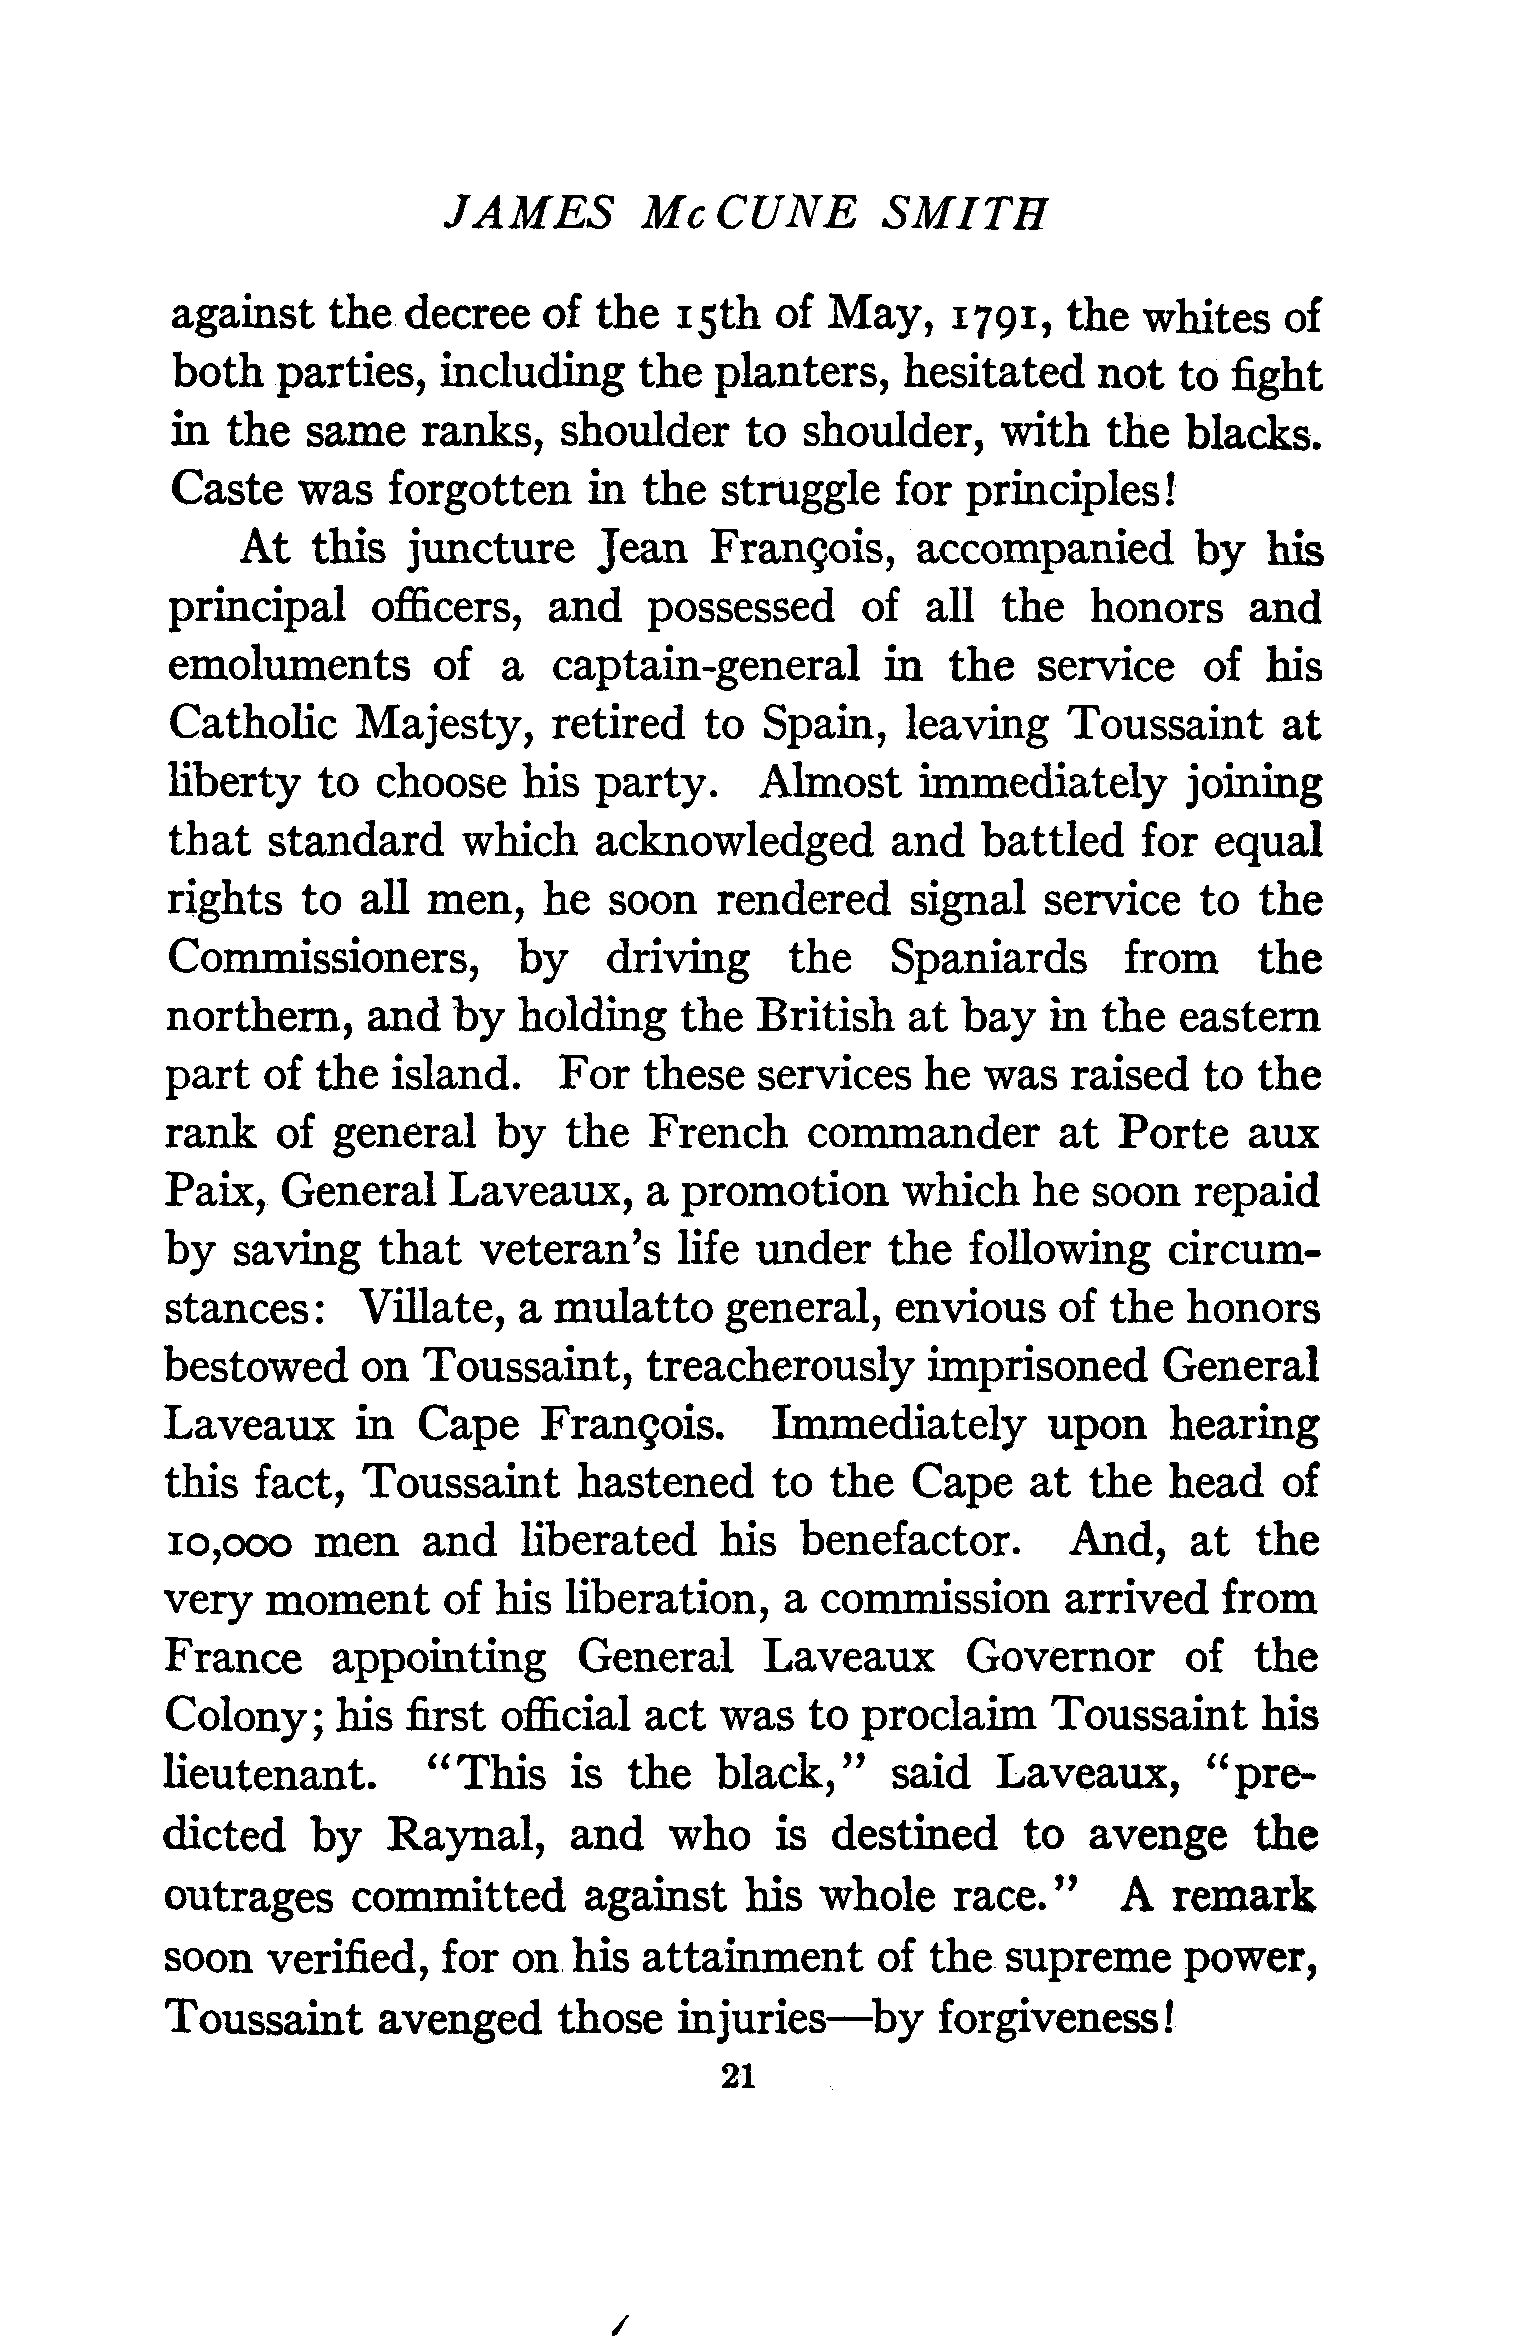 JAMES McCUNE SMITH
against the decree of the 15th of May, 1791, the whites of
both parties, including the planters, hesitated not to fight
in the same ranks, shoulder to shoulder, with the blacks.
Caste was forgotten in the struggle for principles!
At this juncture Jean François, accompanied by his
principal officers, and possessed of all the honors and
emoluments of a captain-general in the service of his
Catholic Majesty, retired to Spain, leaving Toussaint at
liberty to choose his party. Almost immediately joining
that standard which acknowledged and battled for equal
rights to all men, he soon rendered signal service to the
Commissioners, by driving the Spaniards from the
northern, and by holding the British at bay in the eastern
part of the island. For these services he was raised to the
rank of general by the French commander at Porte aux
Paix, General Laveaux, a promotion which he soon repaid
by saving that veteran's life under the following circum-
stances: Villate, a mulatto general, envious of the honors
bestowed on Toussaint, treacherously imprisoned General
Laveaux in Cape François. Immediately upon hearing
this fact, Toussaint hastened to the Cape at the head of
10,000 men and liberated his benefactor. And, at the
very moment of his liberation, a commission arrived from
France appointing General Laveaux Governor of the
Colony; his first official act was to proclaim Toussaint his
lieutenant. "This is the black," said Laveaux, "pre-
dicted by Raynal, and who is destined to avenge the
outrages committed against his whole race." A remark
soon verified, for on his attainment of the supreme power,
Toussaint avenged those injuries—by forgiveness!
21